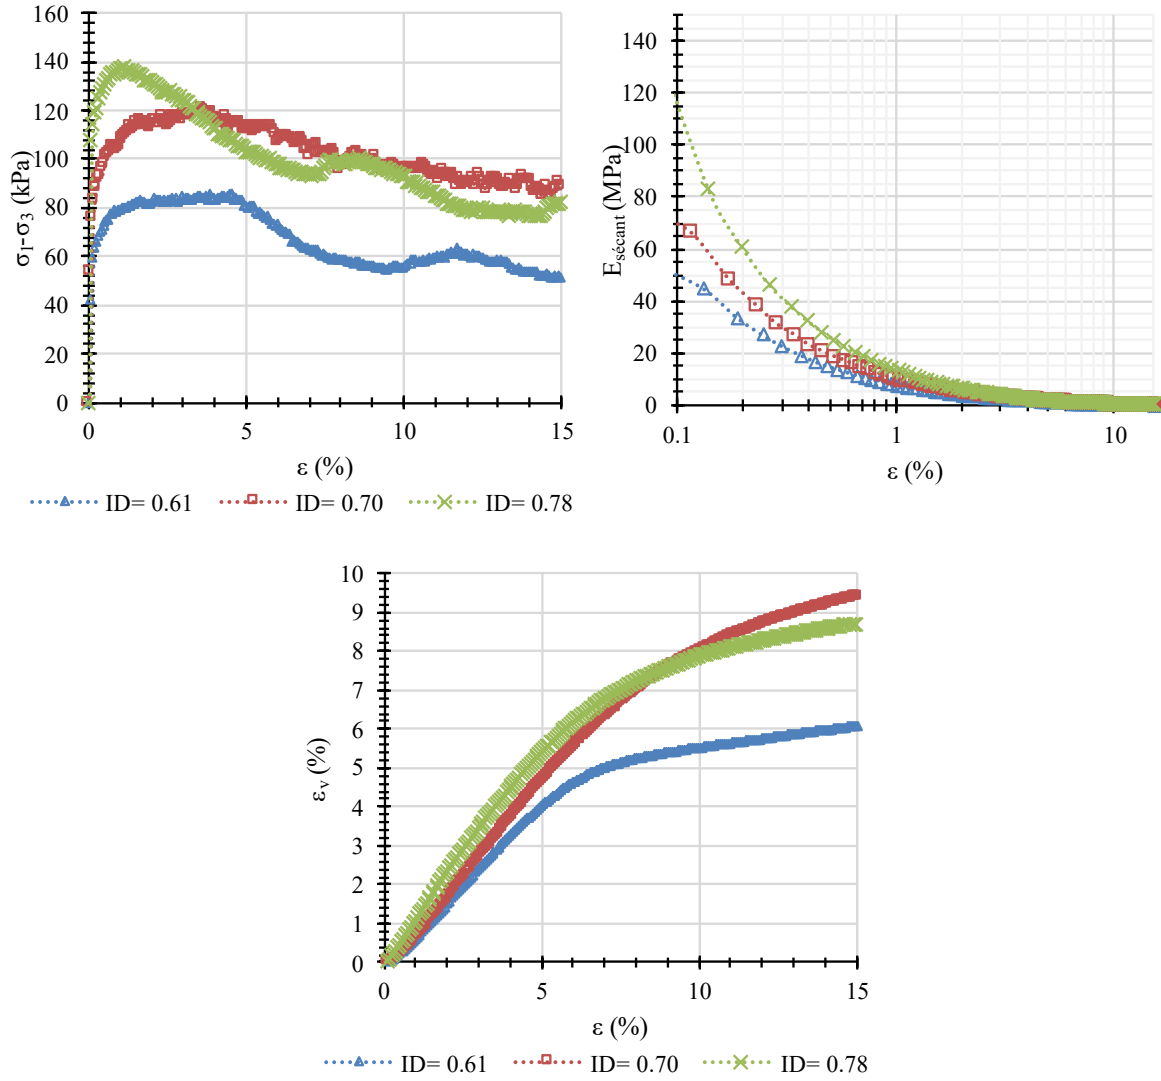 160
140
120
100
80
60
40
20
0
σ1-σ3 (kPa)
0 5 10 15
ε (%)
ID= 0.61 ID= 0.70 ID= 0.78
140
120
100
80
60
40
20
0
Esécant (MPa)
0.1 1 10
ε (%)
10
9
8
7
6
5
4
3
2
1
0
εv (%)
0 5 10 15
ε (%)
ID= 0.61 ID= 0.70 ID= 0.78